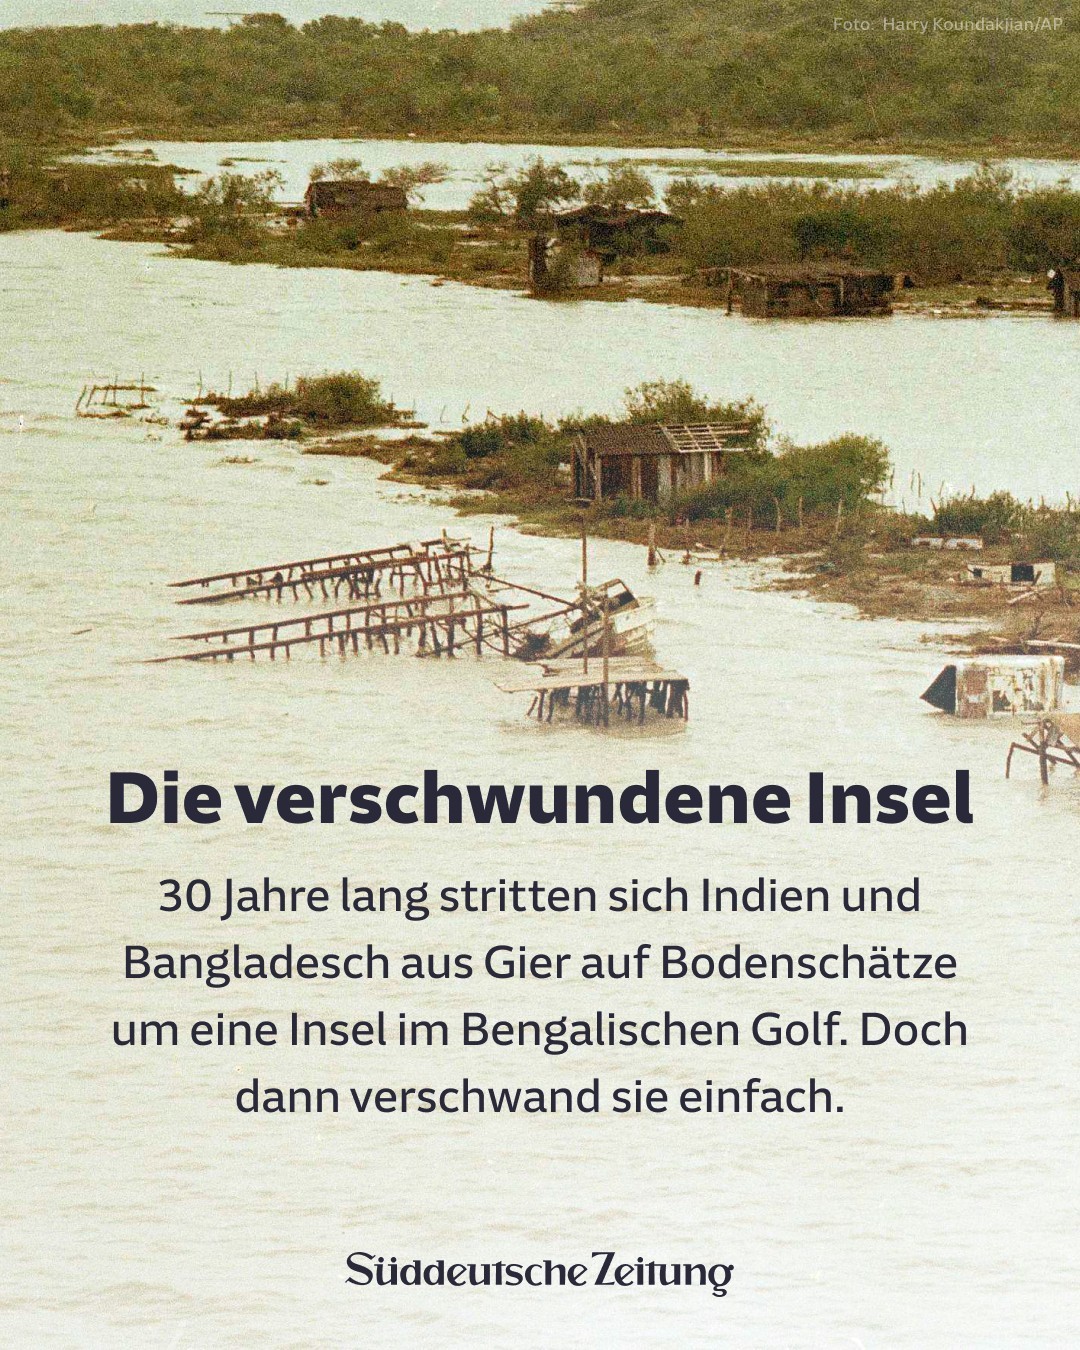 Foto: Harry Koundakjian/AP
Die verschwundene Insel
30 Jahre lang stritten sich Indien und
Bangladesch aus Gier auf Bodenschätze
um eine Insel im Bengalischen Golf. Doch
dann verschwand sie einfach.
Süddeutsche Zeitung